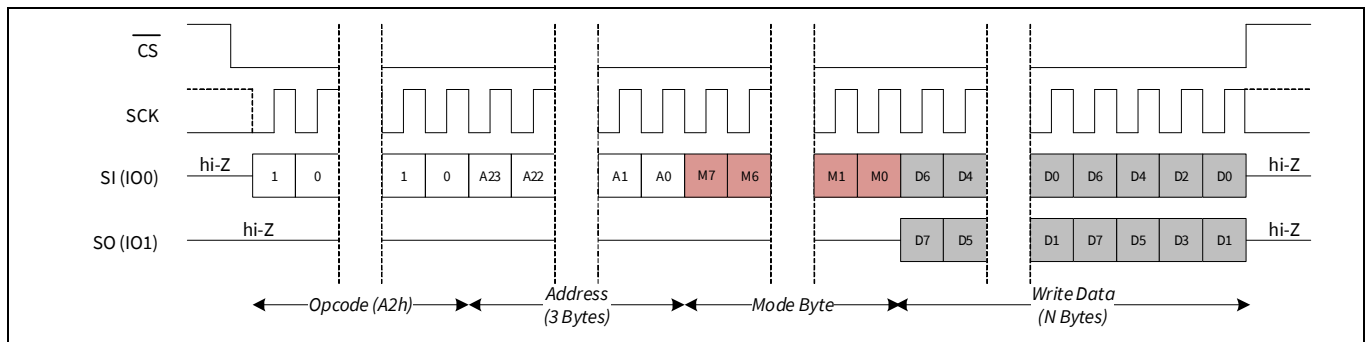 CS
SCK
hi-Z
SI (IO0) 1 0 1 0 A23 A22 A1 A0 M7 M6 M1 M0 D6 D4 D0 D6 D4 D2 D0 hi-Z
hi-Z
SO (IO1) D7 D5 D1 D7 D5 D3 D1 hi-Z
Opcode (A2h) Address (3 Bytes) Mode Byte Write Data (N Bytes)